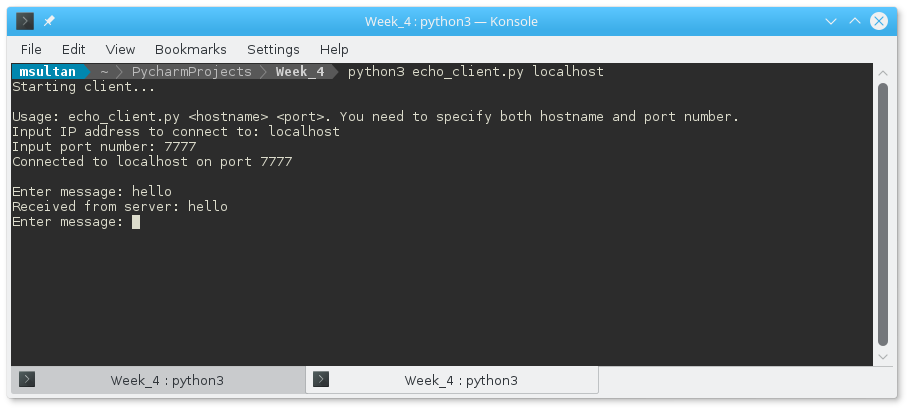 Week_4 : python3 — Konsole
File Edit View Bookmarks Settings Help
msultan ~ PycharmProjects Week_4 python3 echo_client.py localhost
Starting client...
Usage: echo_client.py <hostname> <port>. You need to specify both hostname and port number.
Input IP address to connect to: localhost
Input port number: 7777
Connected to localhost on port 7777
Enter message: hello
Received from server: hello
Enter message:
Week_4 : python3 Week_4 : python3